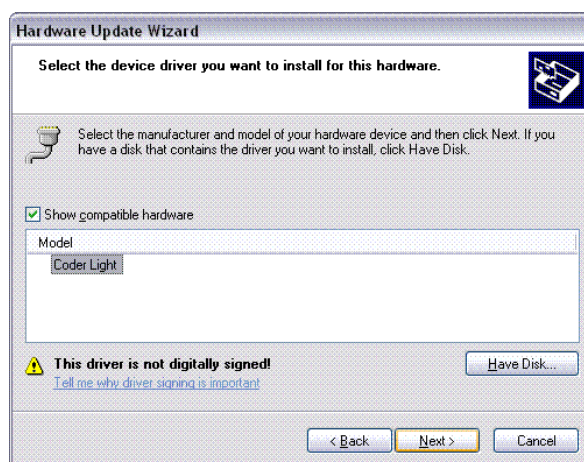 Hardware Update Wizard
Select the device driver you want to install for this hardware.
Select the manufacturer and model of your hardware device and then click Next. If you
have a disk that contains the driver you want to install, click Have Disk.
Show compatible hardware
Model
Coder Light
This driver is not digitally signed!
Have Disk...
Tell me why driver signing is important
< Back
Next >
Cancel